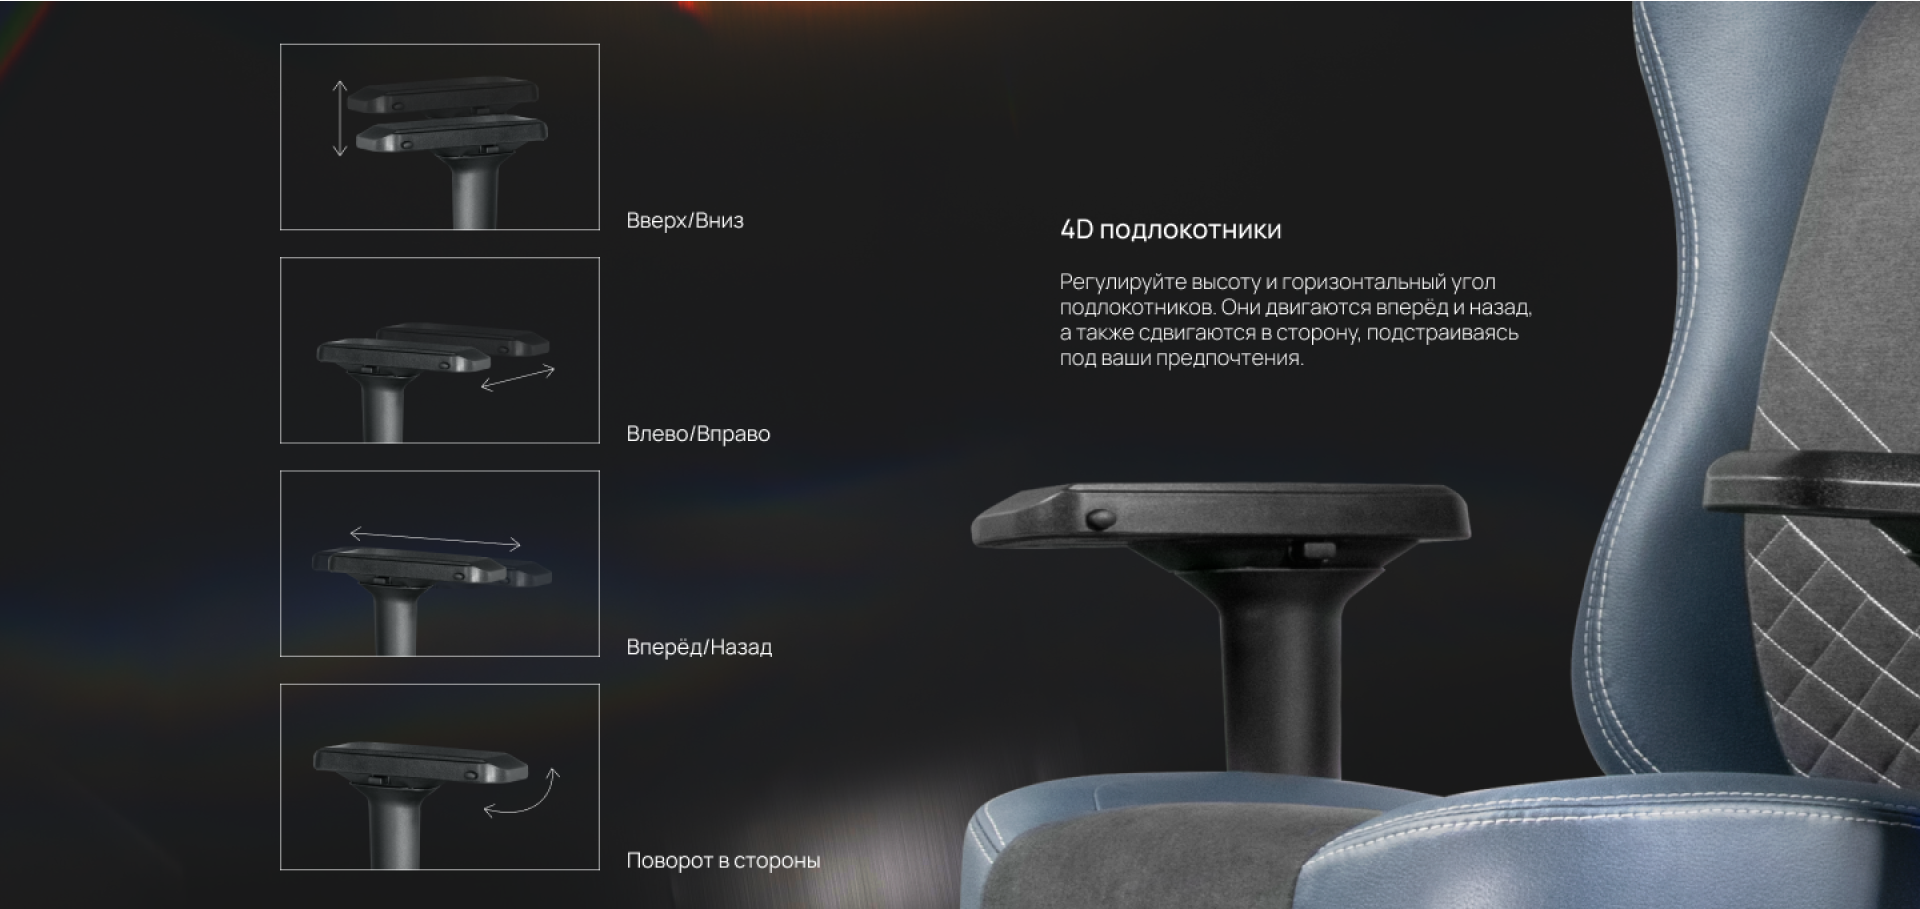 Вверх/Вниз
Влево/Вправо
Вперёд/Назад
Поворот в стороны
4D подлокотники
Регулируйте высоту и горизонтальный угол
подлокотников. Они двигаются вперёд и назад,
а также сдвигаются в сторону, подстраиваясь
под ваши предпочтения.